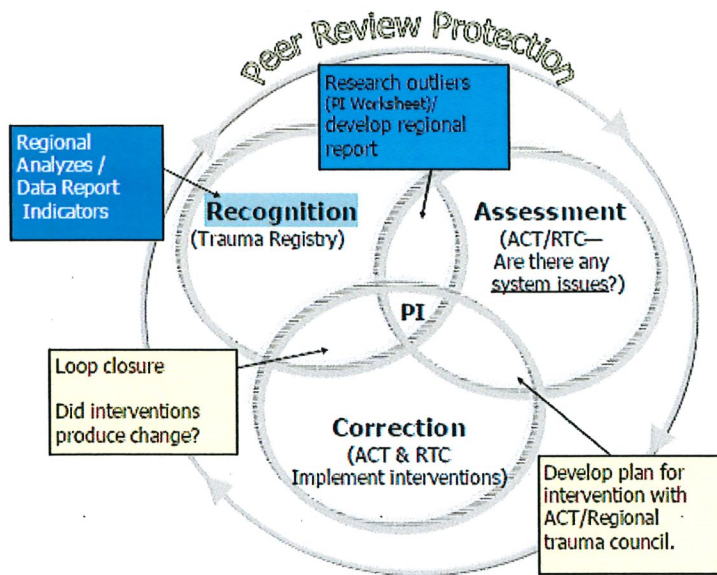 Peer Review Protection
Research outliers
(PI Worksheet)/
develop regional
report
Regional
Analyzes /
Data Report
Indicators
Recognition
(Trauma Registry)
Assessment
(ACT/RTC—
Are there any
system issues?)
PI
Loop closure
Did interventions
produce change?
Correction
(ACT & RTC
Implement interventions)
Develop plan for
intervention with
ACT/Regional
trauma council.